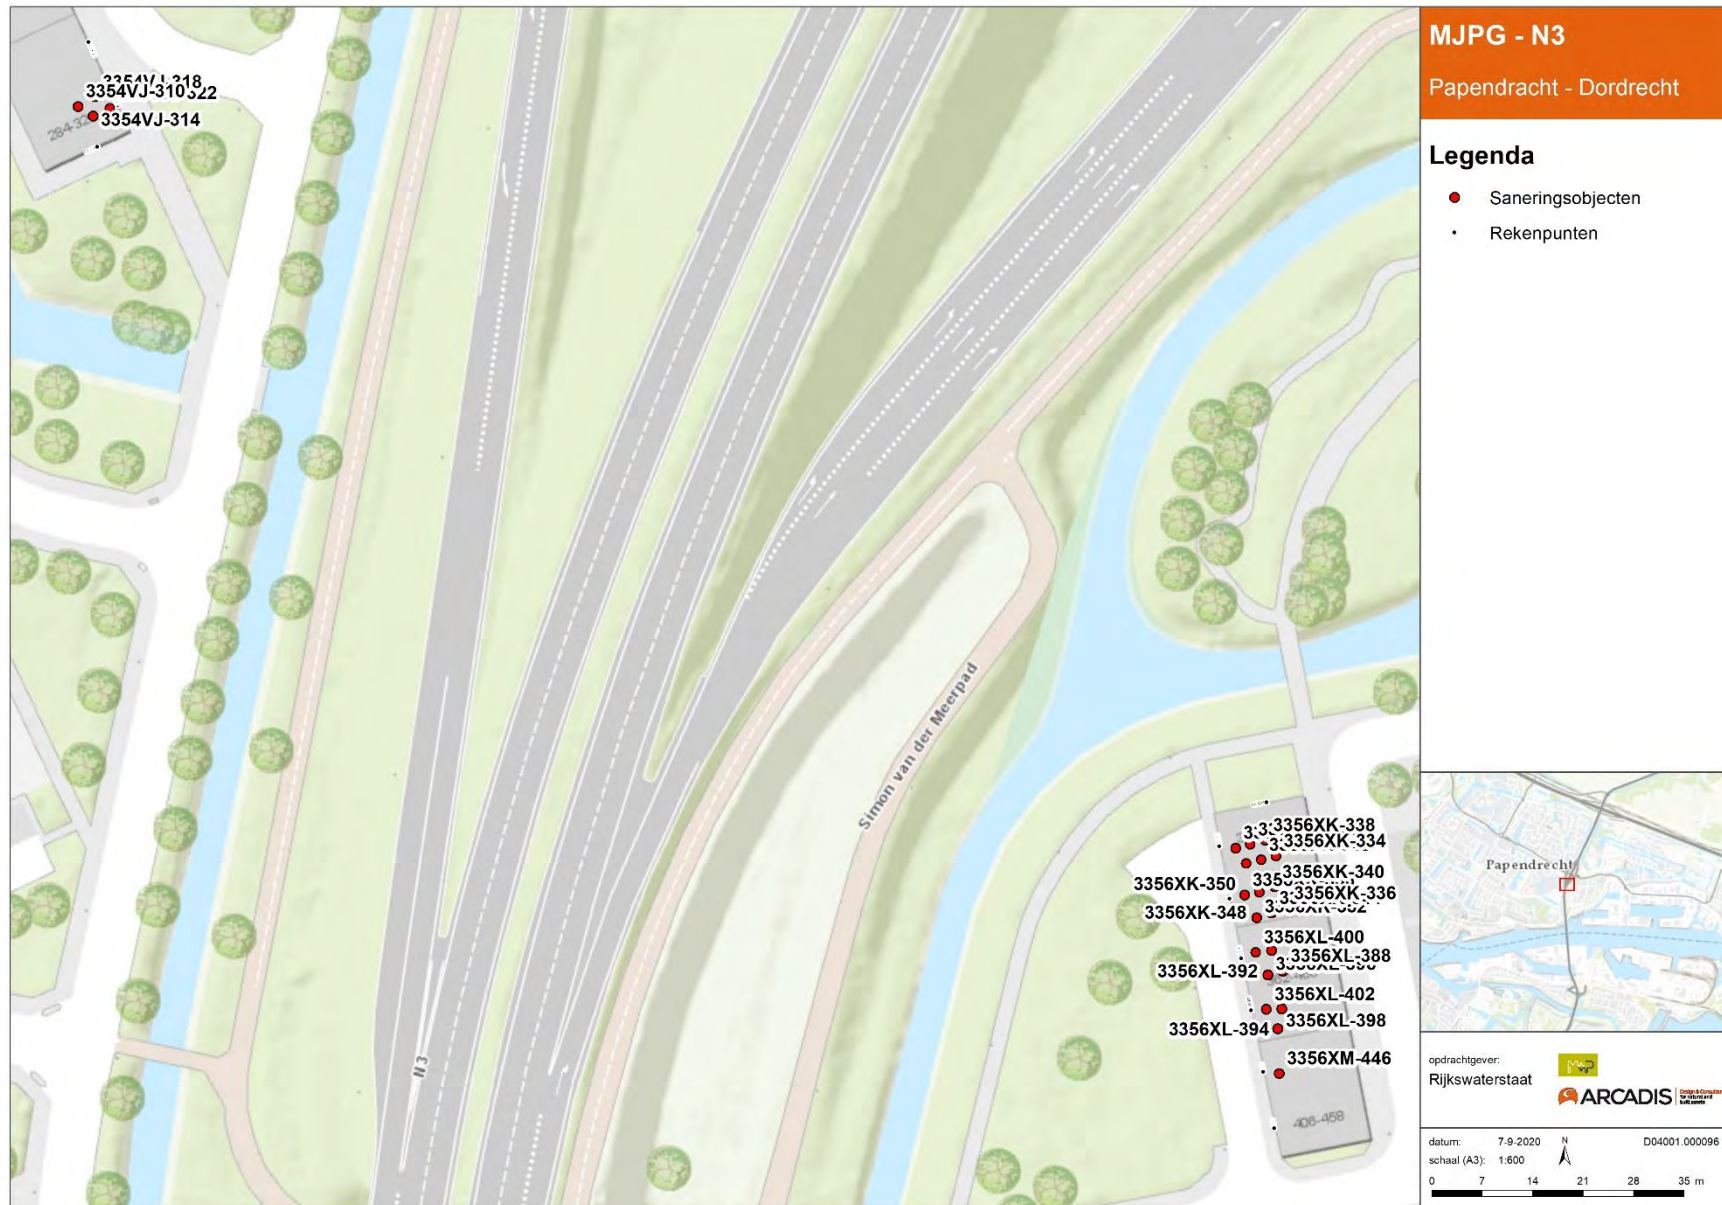 3354VJ-318
3354VJ-310
322
3354VJ-314
MJPG - N3
Papendracht - Dordrecht
Legenda
Saneringsobjecten
Rekenpunten
Simon van der Meerpad
N3
3356XK-338
3356XK-334
3356XK-340
3356XK-350
3356XK-336
3356XK-348
3356XL-400
3356XL-388
3356XL-392
3356XL-402
3356XL-398
3356XL-394
3356XM-446
406-458
Papendrecht
opdrachtgever:
Rijkswaterstaat
ARCADIS
datum: 7-9-2020 N D04001.000096
schaal (A3): 1:600
0 7 14 21 28 35 m